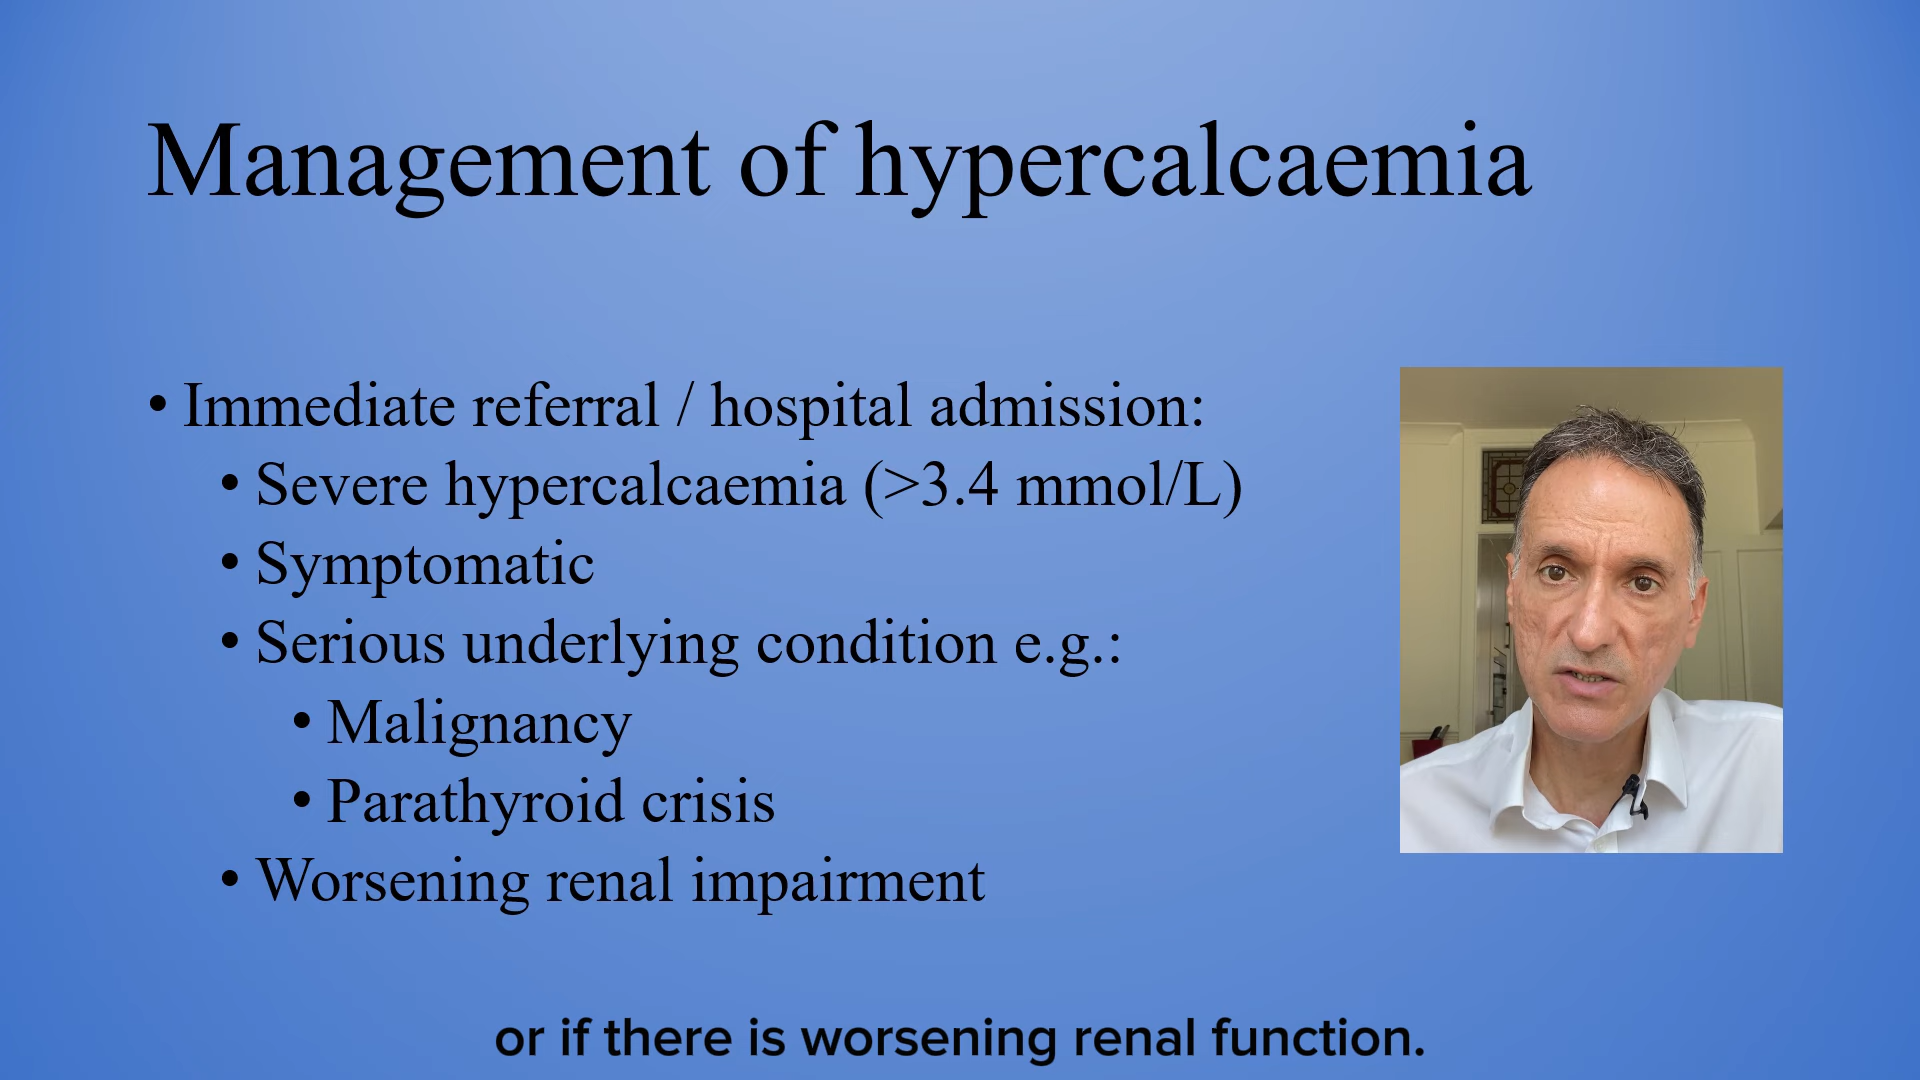 Management of hypercalcaemia
• Immediate referral / hospital admission:
• Severe hypercalcaemia (>3.4 mmol/L)
• Symptomatic
• Serious underlying condition e.g.:
• Malignancy
• Parathyroid crisis
• Worsening renal impairment
or if there is worsening renal function.